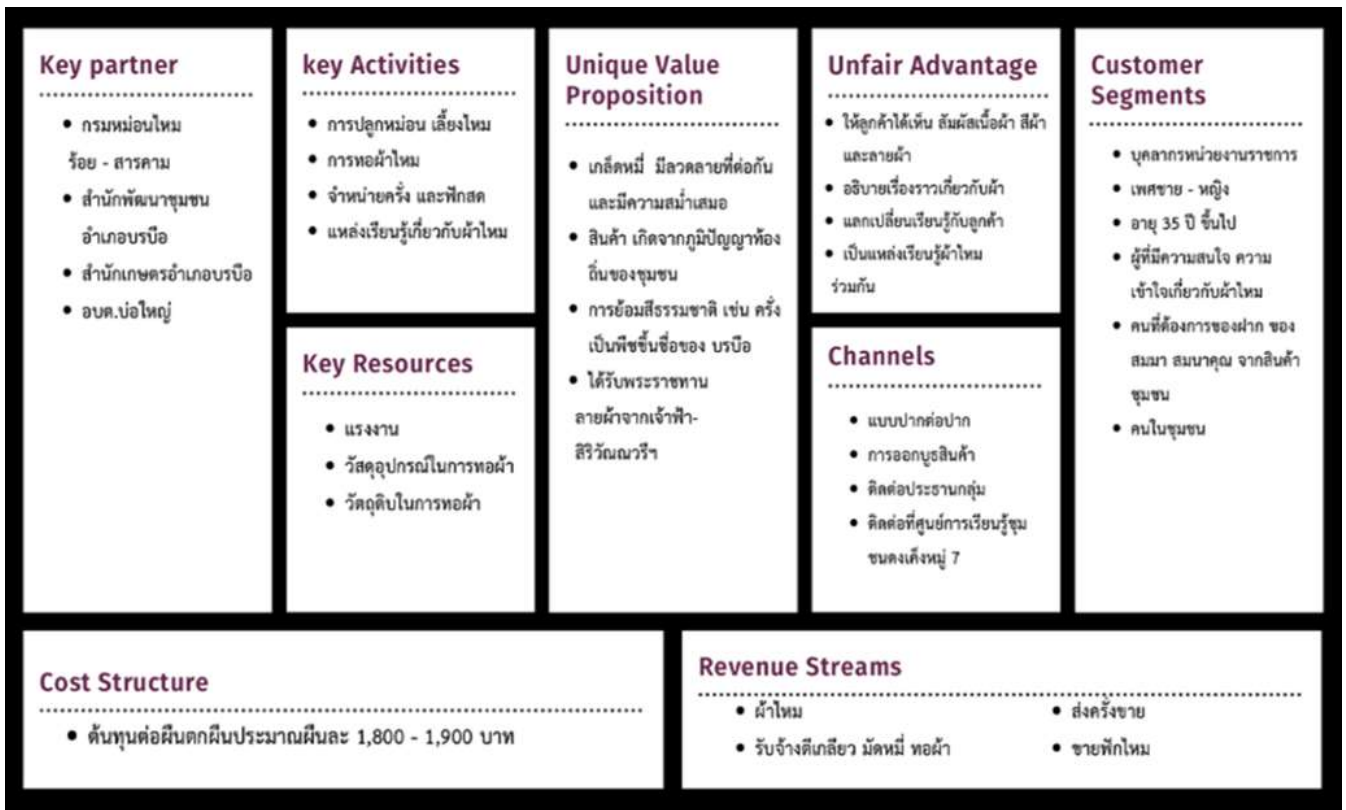 Key partner
• กรมหม่อนไหม
ร้อย - สารคาม
• สำนักพัฒนาชุมชน
อำเภอบรบือ
• สำนักเกษตรอำเภอบรบือ
• อบต.บ่อใหญ่
key Activities
• การปลูกหม่อน เลี้ยงไหม
• การทอผ้าไหม
• จำหน่ายครั่ง และฟักสด
• แหล่งเรียนรู้เกี่ยวกับผ้าไหม
Key Resources
• แรงงาน
• วัสดุอุปกรณ์ในการทอผ้า
• วัตถุดิบในการทอผ้า
Unique Value
Proposition
• เกล็ดหมี่ มีลวดลายที่ต่อกัน
และมีความสม่ำเสมอ
• สินค้า เกิดจากภูมิปัญญาท้อง
ถิ่นของชุมชน
• การย้อมสีธรรมชาติ เช่น ครั่ง
เป็นพืชขึ้นชื่อของ บรบือ
• ได้รับพระราชทาน
ลายผ้าจากเจ้าฟ้า-
สิริวัณณวรีฯ
Unfair Advantage
• ให้ลูกค้าได้เห็น สัมผัสเนื้อผ้า สีผ้า
และลายผ้า
• อธิบายเรื่องราวเกี่ยวกับผ้า
• แลกเปลี่ยนเรียนรู้กับลูกค้า
• เป็นแหล่งเรียนรู้ผ้าไหม
ร่วมกัน
Channels
• แบบปากต่อปาก
• การออกบูธสินค้า
• ติดต่อประธานกลุ่ม
• ติดต่อที่ศูนย์การเรียนรู้ชุม
ชนดงเค็งหมู่ 7
Customer
Segments
• บุคลากรหน่วยงานราชการ
• เพศชาย - หญิง
• อายุ 35 ปี ขึ้นไป
• ผู้ที่มีความสนใจ ความ
เข้าใจเกี่ยวกับผ้าไหม
• คนที่ต้องการของฝาก ของ
สมมา สมนาคุณ จากสินค้า
ชุมชน
• คนในชุมชน
Cost Structure
• ต้นทุนต่อผืนตกผืนประมาณผืนละ 1,800 - 1,900 บาท
Revenue Streams
• ผ้าไหม
• รับจ้างตีเกลียว มัดหมี่ ทอผ้า
• ส่งครั่งขาย
• ขายฟักไหม